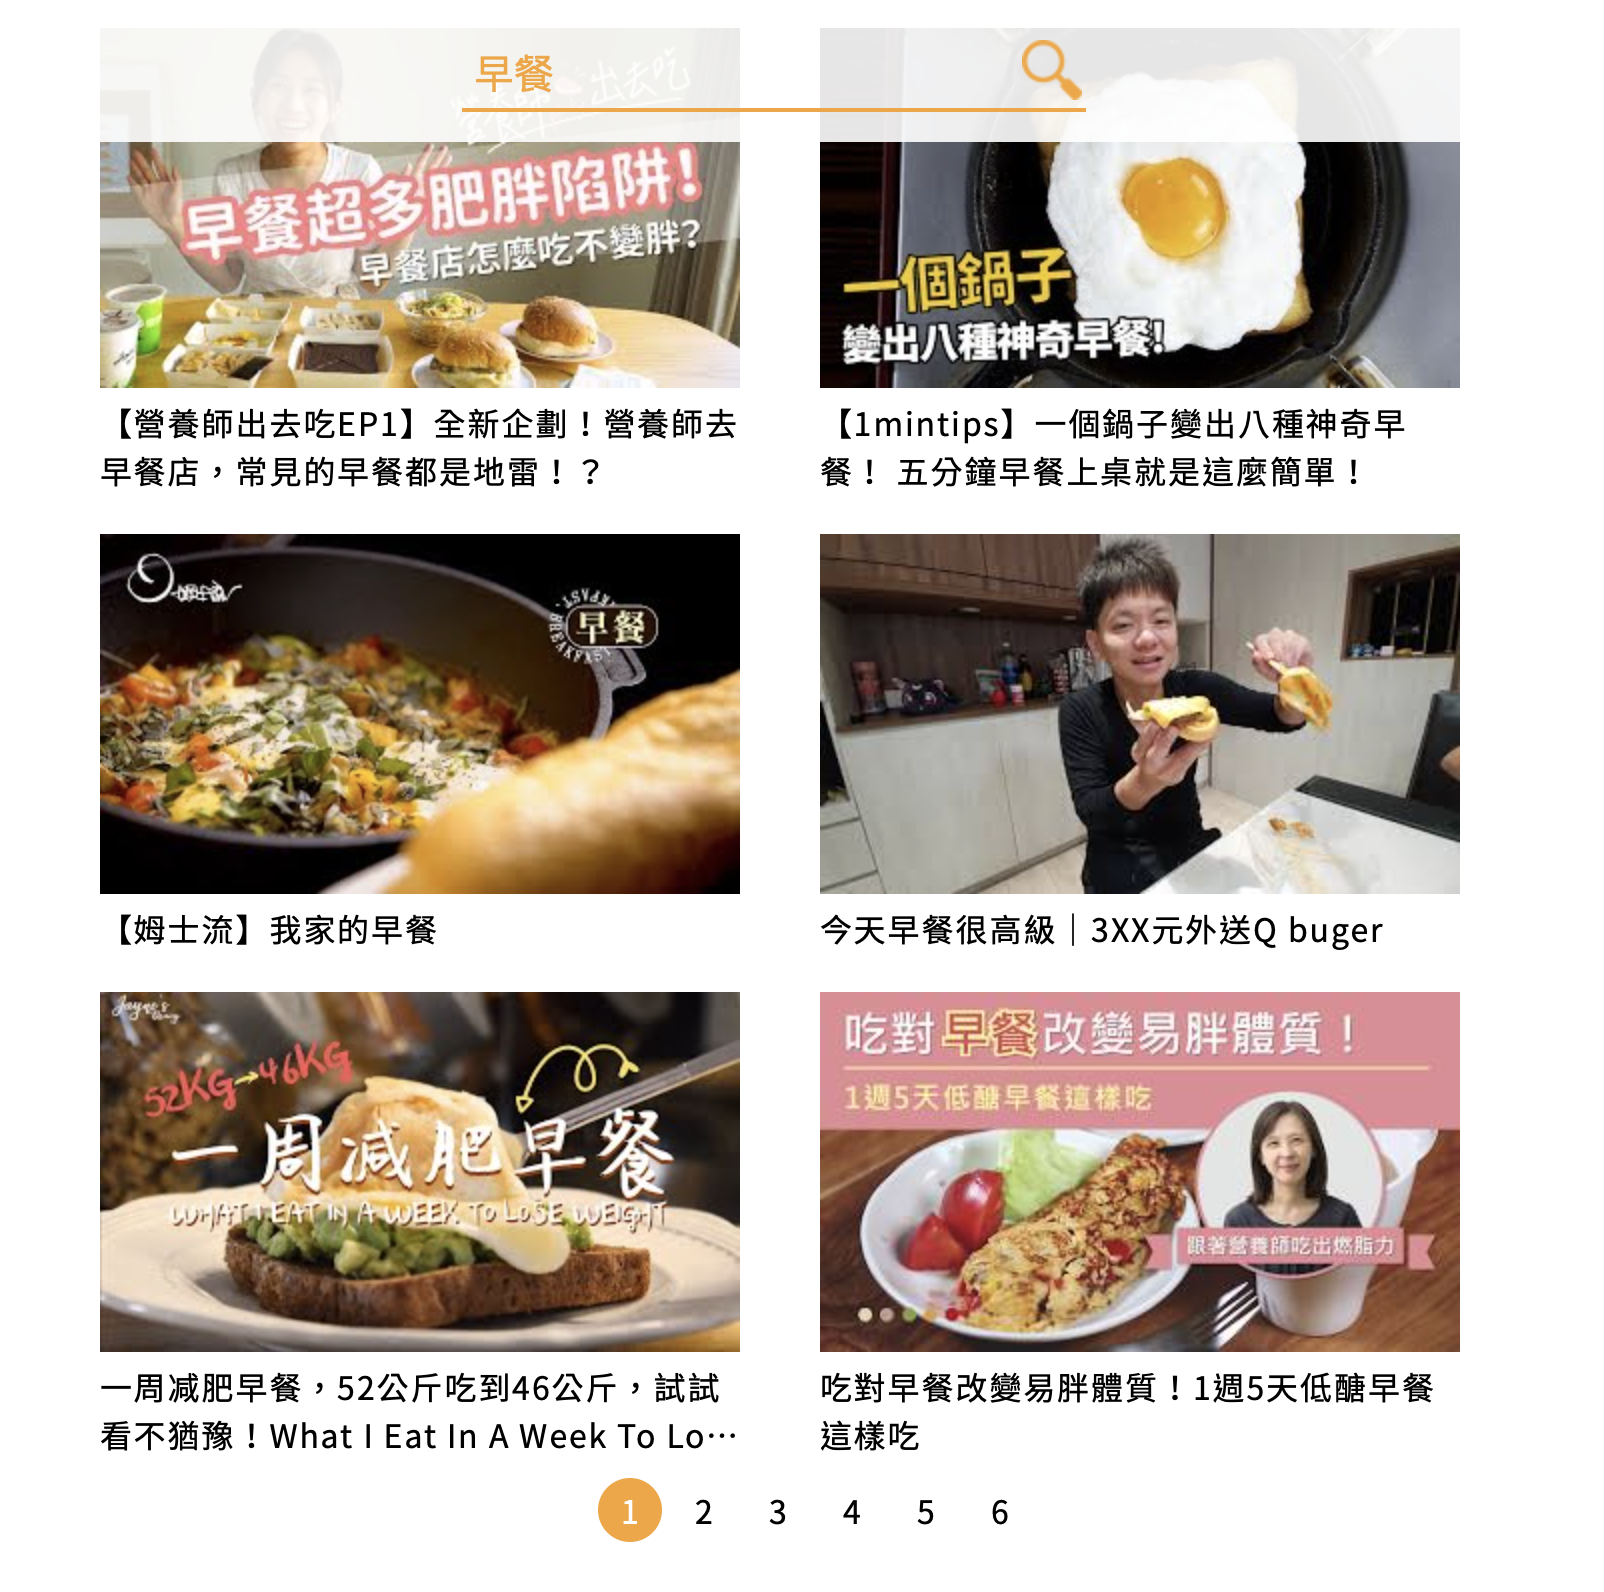 早餐
營養師出去吃
早餐超多肥胖陷阱!
早餐店怎麼吃不變胖?
一個鍋子
變出八種神奇早餐!
【營養師出去吃EP1】全新企劃！營養師去
早餐店，常見的早餐都是地雷！？
【1mintips】一個鍋子變出八種神奇早
餐！ 五分鐘早餐上桌就是這麼簡單！
早餐
BREAKFAST
【姆士流】我家的早餐
今天早餐很高級｜3XX元外送Q buger
52KG→46KG
一周減肥早餐
WHAT I EAT IN A WEEK TO LOSE WEIGHT
吃對早餐改變易胖體質！
1週5天低醣早餐這樣吃
跟著營養師吃出燃脂力
一周減肥早餐，52公斤吃到46公斤，試試
看不猶豫！What I Eat In A Week To Lo…
吃對早餐改變易胖體質！1週5天低醣早餐
這樣吃
1 2 3 4 5 6